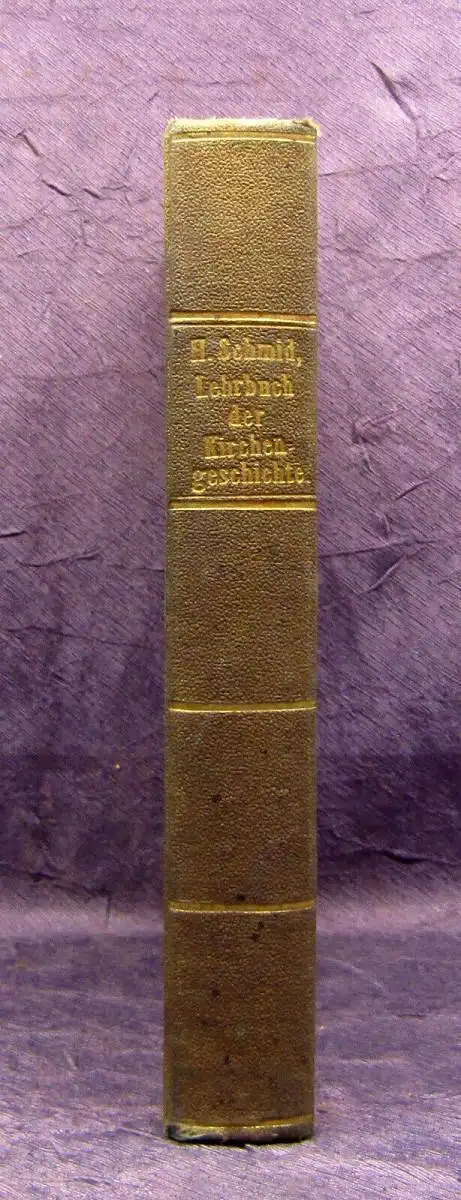 H. Schmid,
Lehrbuch
der
Kirchen-
geschichte.